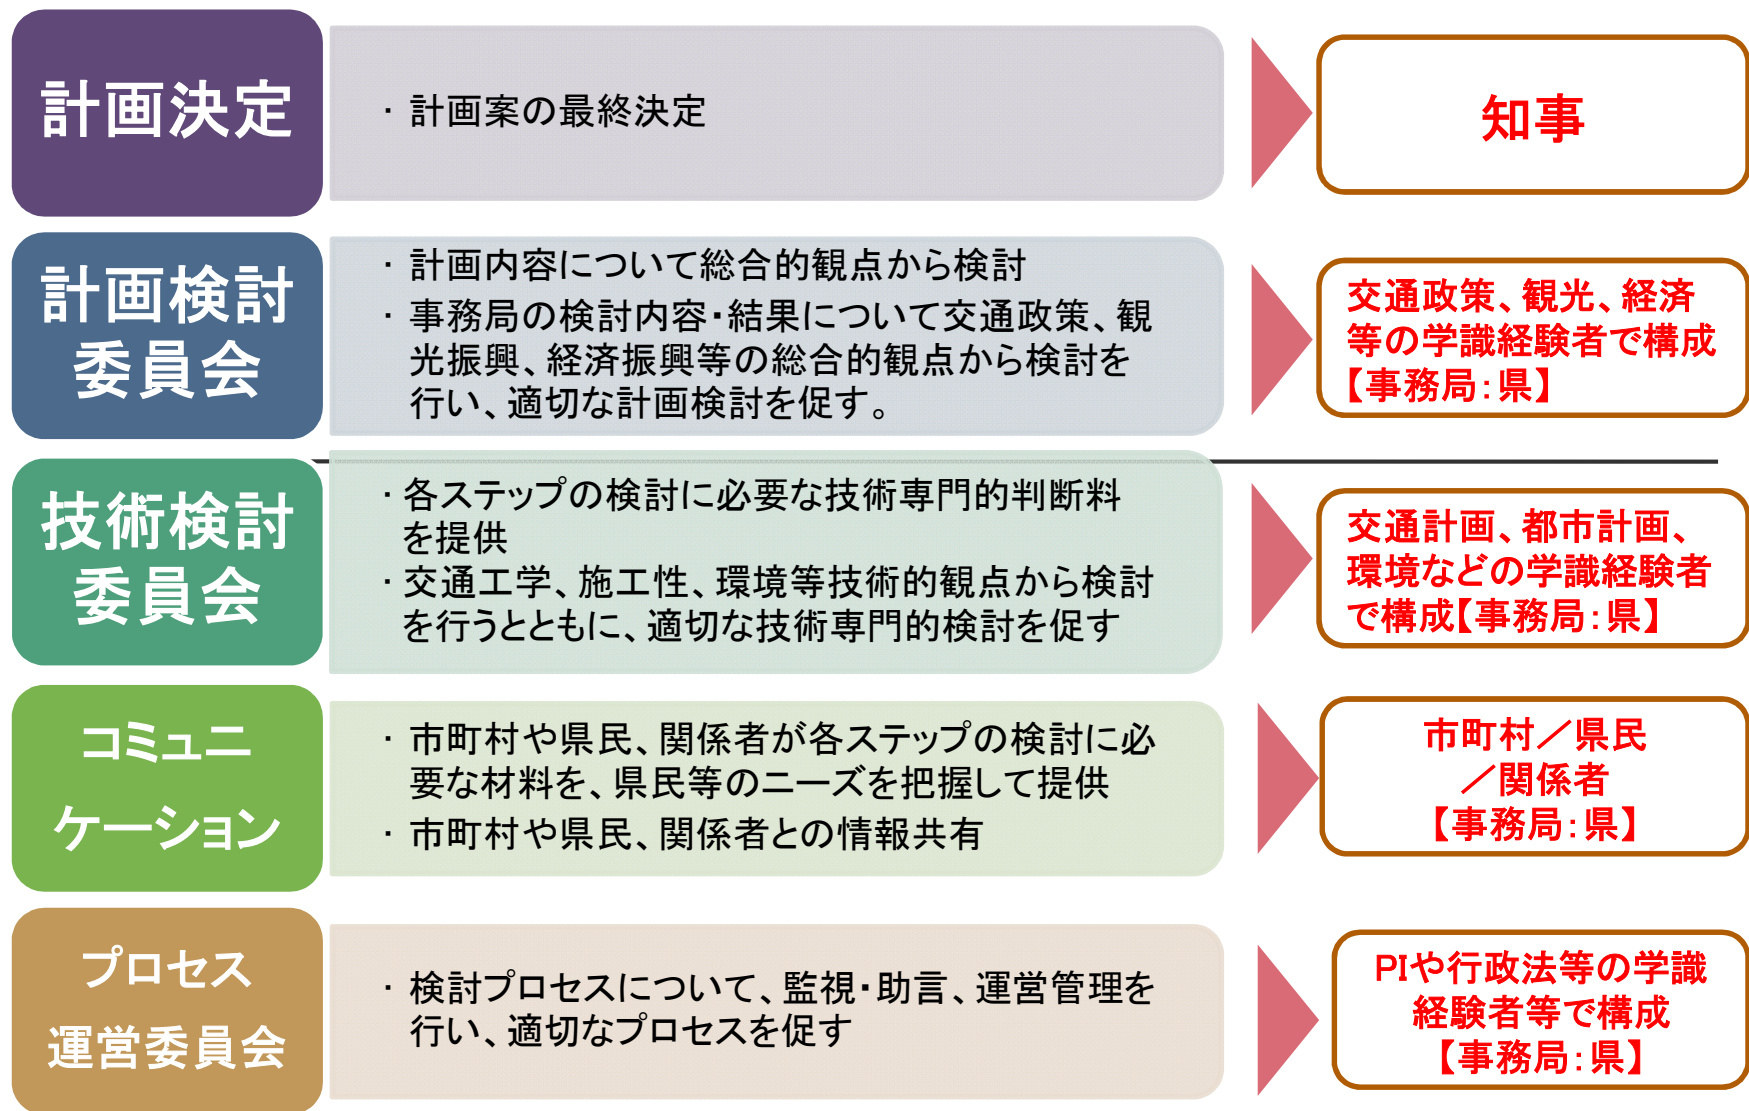 計画決定
・計画案の最終決定
知事
計画検討
委員会
・計画内容について総合的観点から検討
・事務局の検討内容・結果について交通政策、観
光振興、経済振興等の総合的観点から検討を
行い、適切な計画検討を促す。
交通政策、観光、経済
等の学識経験者で構成
【事務局：県】
技術検討
委員会
・各ステップの検討に必要な技術専門的判断料
を提供
・交通工学、施工性、環境等技術的観点から検討
を行うとともに、適切な技術専門的検討を促す
交通計画、都市計画、
環境などの学識経験者
で構成【事務局：県】
コミュニ
ケーション
・市町村や県民、関係者が各ステップの検討に必
要な材料を、県民等のニーズを把握して提供
・市町村や県民、関係者との情報共有
市町村／県民
／関係者
【事務局：県】
プロセス
運営委員会
・検討プロセスについて、監視・助言、運営管理を
行い、適切なプロセスを促す
PIや行政法等の学識
経験者等で構成
【事務局：県】